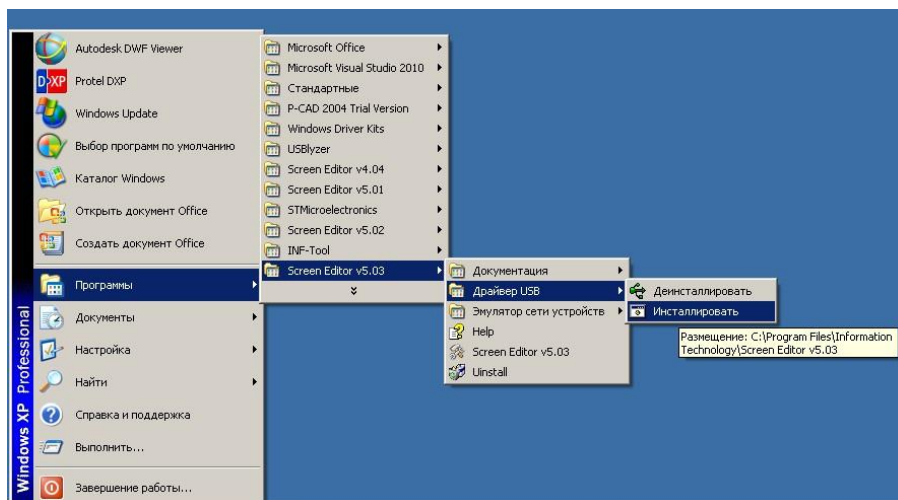 Autodesk DWF Viewer
D>XP Protel DXP
Windows Update
Выбор программ по умолчанию
Каталог Windows
Открыть документ Office
Создать документ Office
Программы
Документы
Настройка
Найти
Справка и поддержка
Выполнить...
Завершение работы...
Windows XP Professional
Microsoft Office
Microsoft Visual Studio 2010
Стандартные
P-CAD 2004 Trial Version
Windows Driver Kits
USBlyzer
Screen Editor v4.04
Screen Editor v5.01
STMicroelectronics
Screen Editor v5.02
INF-Tool
Screen Editor v5.03
Документация
Драйвер USB
Эмулятор сети устройств
Help
Screen Editor v5.03
Uinstall
Деинсталлировать
Инсталлировать
Размещение: C:\Program Files\Information
Technology\Screen Editor v5.03